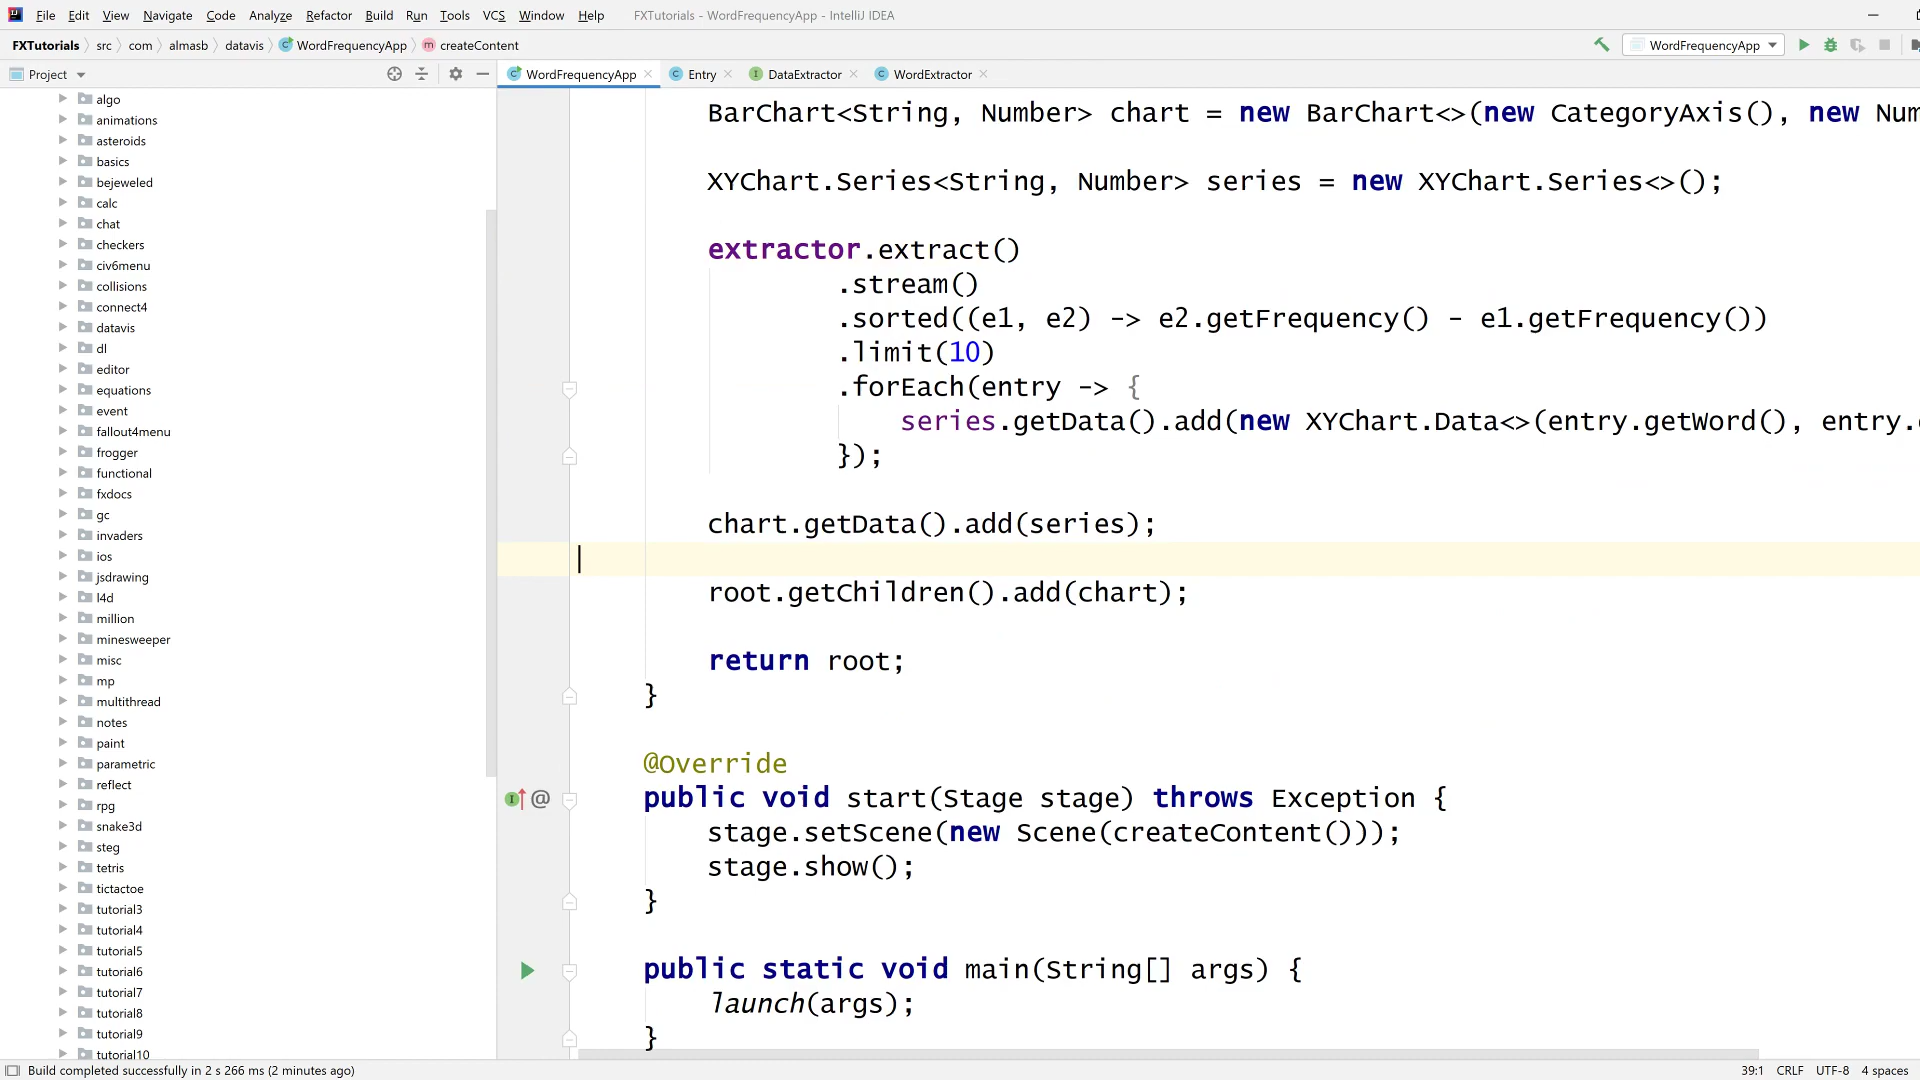 File Edit View Navigate Code Analyze Refactor Build Run Tools VCS Window Help FXTutorials - WordFrequencyApp - IntelliJ IDEA
FXTutorials src com almasb datavis WordFrequencyApp createContent WordFrequencyApp
Project WordFrequencyApp Entry DataExtractor WordExtractor
algo
animations
asteroids
basics
bejeweled
calc
chat
checkers
civ6menu
collisions
connect4
datavis
dl
editor
equations
event
fallout4menu
frogger
functional
fxdocs
gc
invaders
ios
jsdrawing
l4d
million
minesweeper
misc
mp
multithread
notes
paint
parametric
reflect
rpg
snake3d
steg
tetris
tictactoe
tutorial3
tutorial4
tutorial5
tutorial6
tutorial7
tutorial8
tutorial9
tutorial10
BarChart<String, Number> chart = new BarChart<>(new CategoryAxis(), new Num
XYChart.Series<String, Number> series = new XYChart.Series<>();
extractor.extract()
.stream()
.sorted((e1, e2) -> e2.getFrequency() - e1.getFrequency())
.limit(10)
.forEach(entry -> {
series.getData().add(new XYChart.Data<>(entry.getWord(), entry.
});
chart.getData().add(series);
root.getChildren().add(chart);
return root;
}
@Override
public void start(Stage stage) throws Exception {
stage.setScene(new Scene(createContent()));
stage.show();
}
public static void main(String[] args) {
launch(args);
}
Build completed successfully in 2 s 266 ms (2 minutes ago) 39:1 CRLF UTF-8 4 spaces